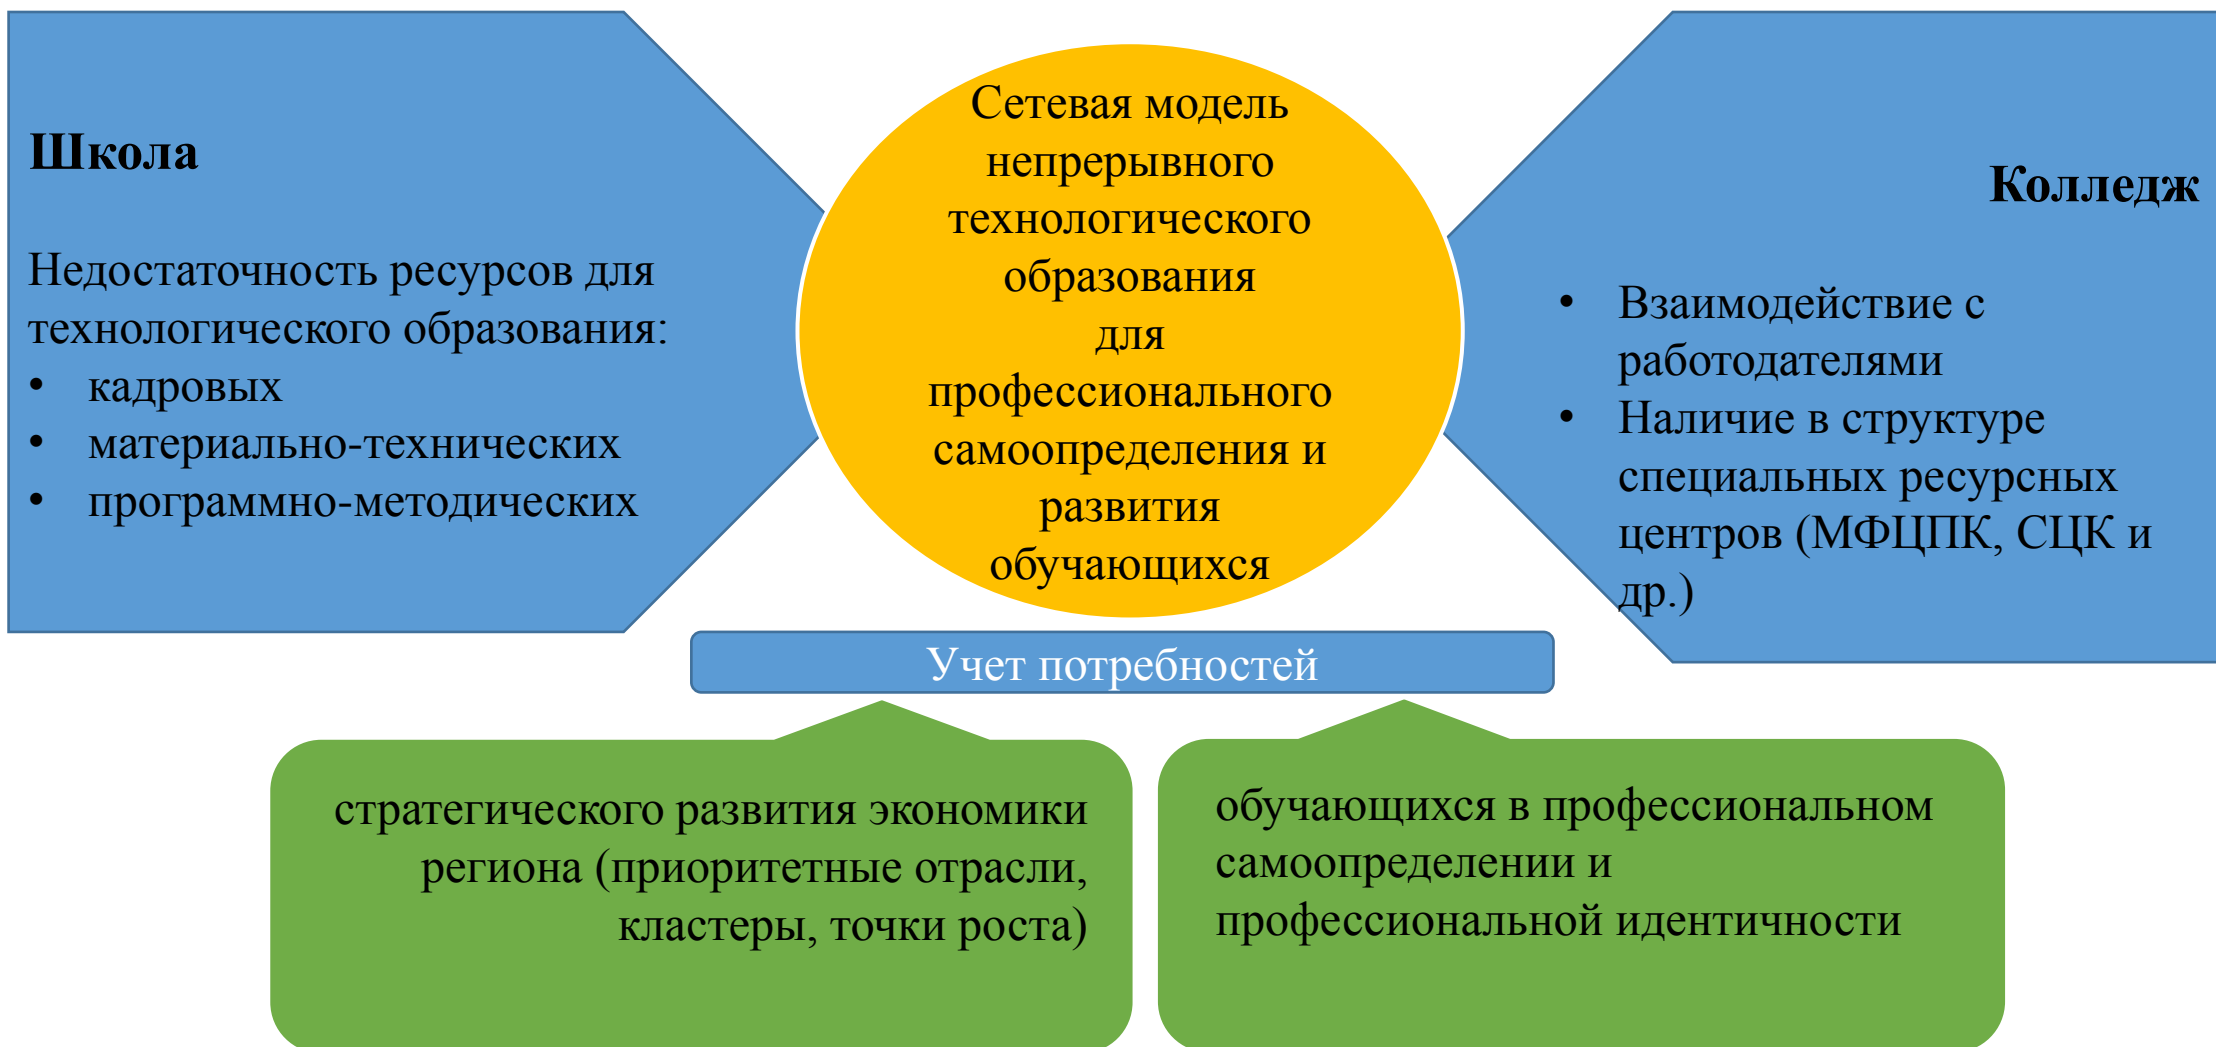 Школа
Недостаточность ресурсов для
технологического образования:
• кадровых
• материально-технических
• программно-методических
Сетевая модель
непрерывного
технологического
образования
для
профессионального
самоопределения и
развития
обучающихся
Колледж
• Взаимодействие с
работодателями
• Наличие в структуре
специальных ресурсных
центров (МФЦПК, СЦК и
др.)
Учет потребностей
стратегического развития экономики
региона (приоритетные отрасли,
кластеры, точки роста)
обучающихся в профессиональном
самоопределении и
профессиональной идентичности